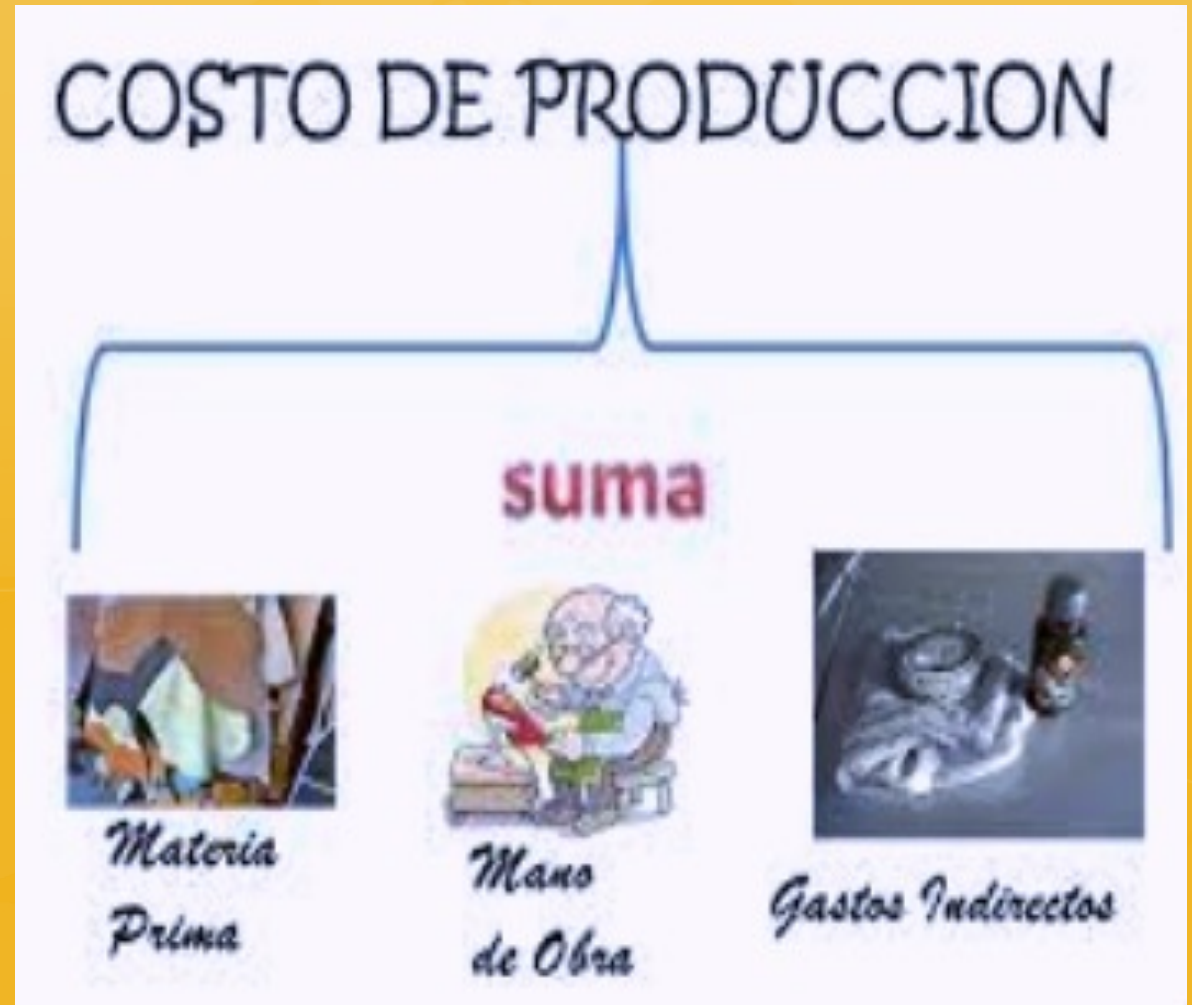 COSTO DE PRODUCCION
suma
Materia
Prima
Mano
de Obra
Gastos Indirectos